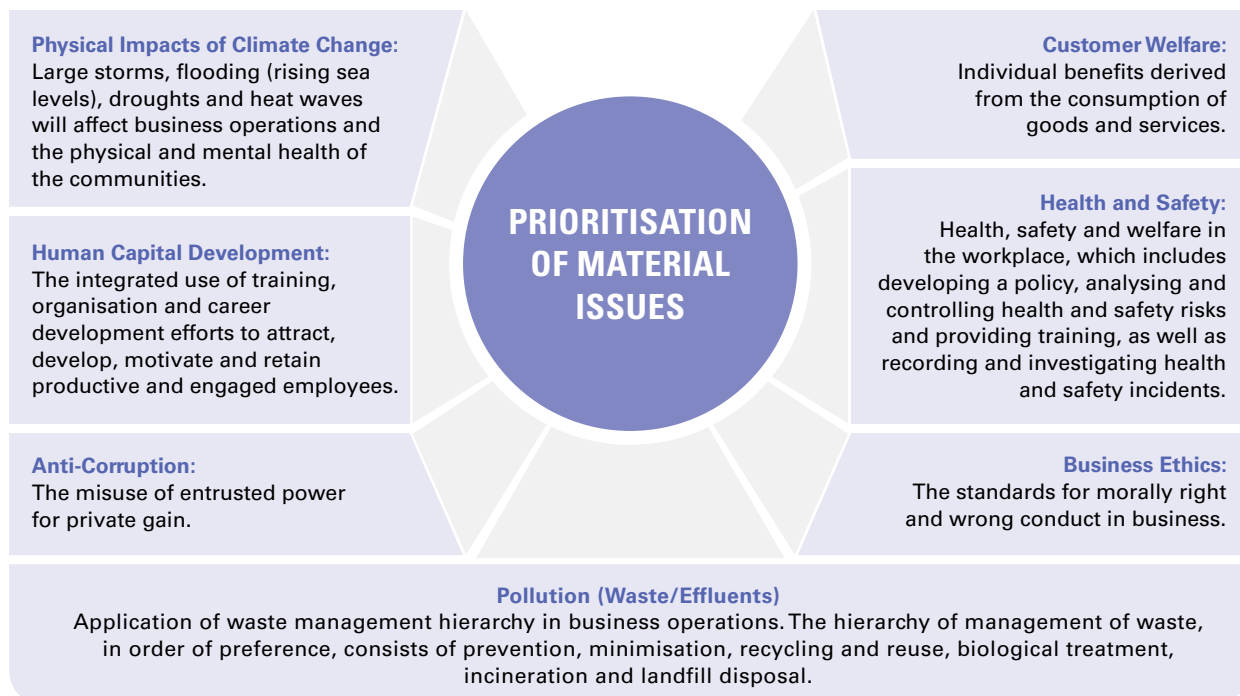 Physical Impacts of Climate Change:
Large storms, flooding (rising sea
levels), droughts and heat waves
will affect business operations and
the physical and mental health of
the communities.
Human Capital Development:
The integrated use of training,
organisation and career
development efforts to attract,
develop, motivate and retain
productive and engaged employees.
Anti-Corruption:
The misuse of entrusted power
for private gain.
PRIORITISATION
OF MATERIAL
ISSUES
Customer Welfare:
Individual benefits derived
from the consumption of
goods and services.
Health and Safety:
Health, safety and welfare in
the workplace, which includes
developing a policy, analysing and
controlling health and safety risks
and providing training, as well as
recording and investigating health
and safety incidents.
Business Ethics:
The standards for morally right
and wrong conduct in business.
Pollution (Waste/Effluents)
Application of waste management hierarchy in business operations. The hierarchy of management of waste,
in order of preference, consists of prevention, minimisation, recycling and reuse, biological treatment,
incineration and landfill disposal.